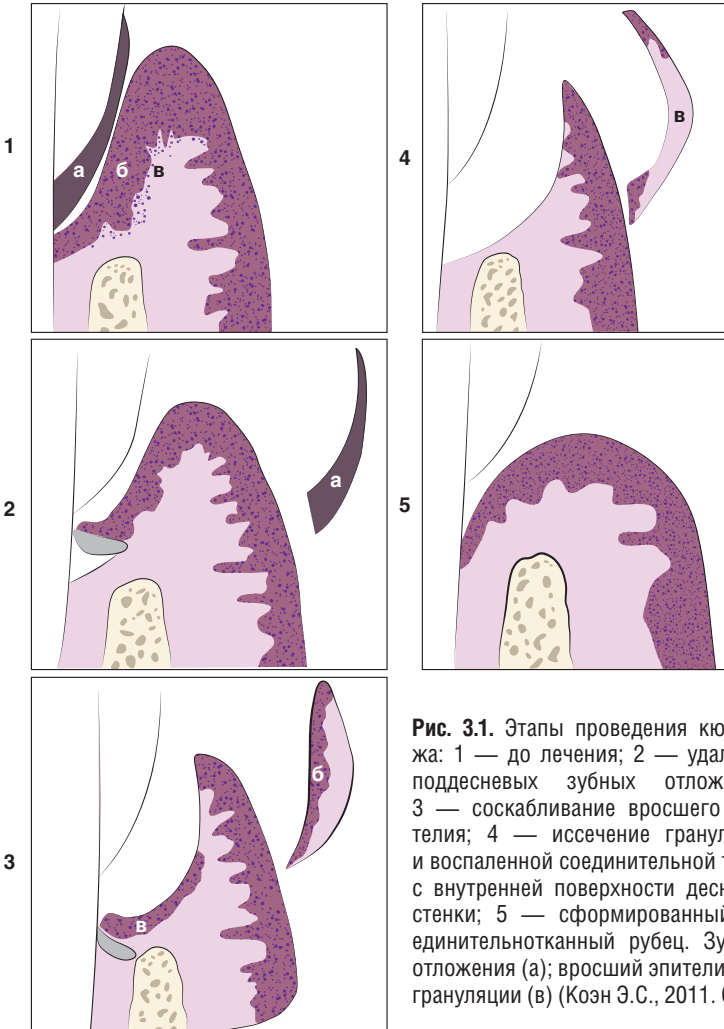 1
а
б
в
4
в
2
а
5
3
б
в
Рис. 3.1. Этапы проведения кю
жа: 1 — до лечения; 2 — удал
поддесневых зубных отлож
3 — соскабливание вросшего
телия; 4 — иссечение гранул
и воспаленной соединительной т
с внутренней поверхности десн
стенки; 5 — сформированный
единительнотканный рубец. Зу
отложения (а); вросший эпители
грануляции (в) (Коэн Э.С., 2011. С